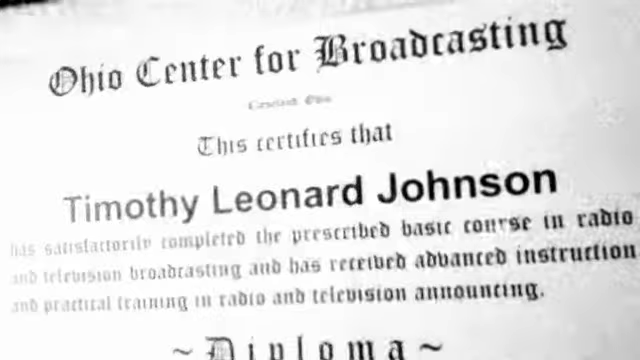 Ohio Center for Broadcasting
This certifies that
Timothy Leonard Johnson
has satisfactorily completed the prescribed basic course in radio
and television broadcasting and has received advanced instruction
and practical training in radio and television announcing.
~ Diploma ~